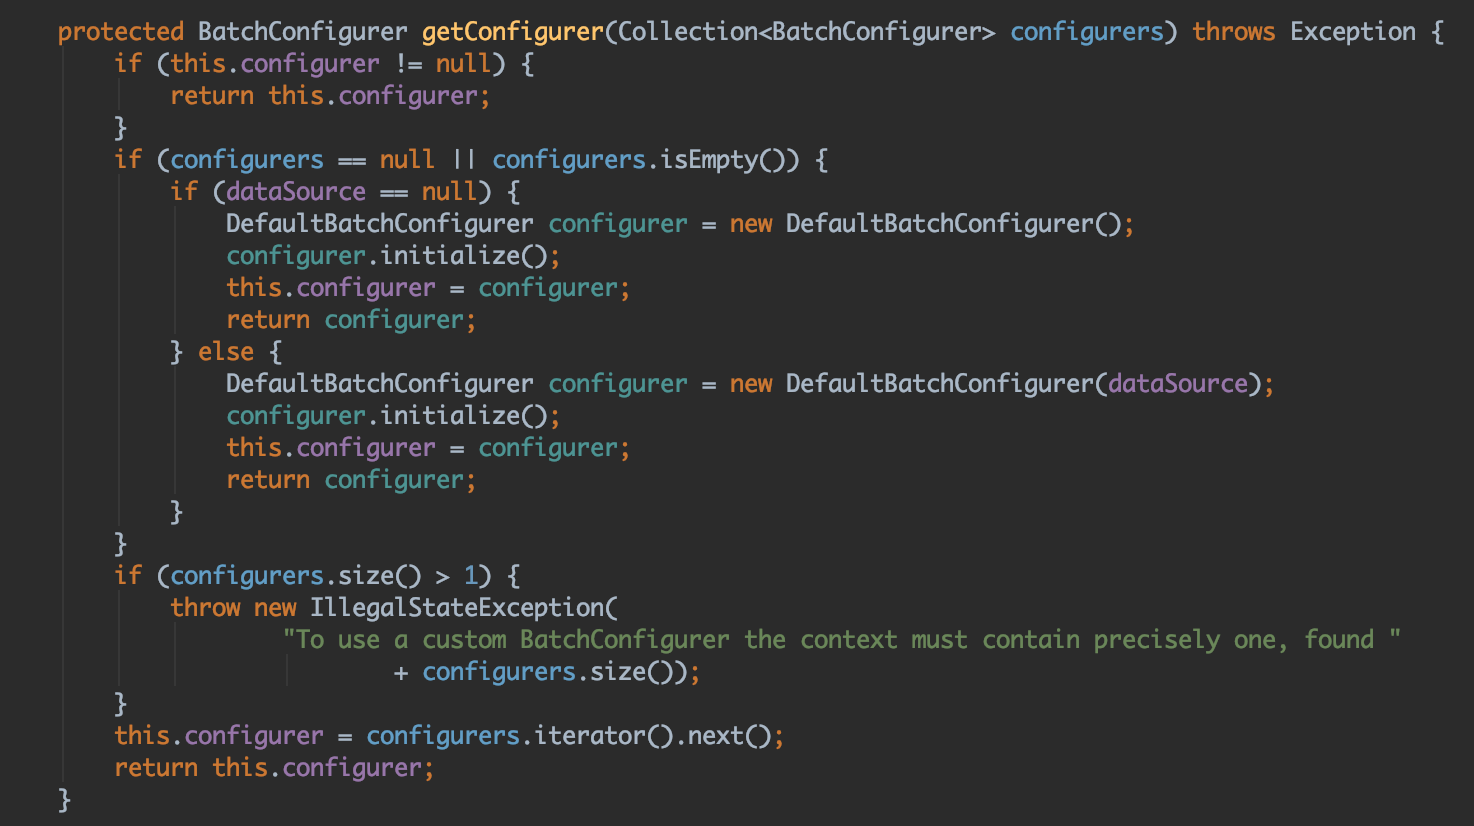 protected BatchConfigurer getConfigurer(Collection<BatchConfigurer> configurers) throws Exception {
    if (this.configurer != null) {
        return this.configurer;
    }
    if (configurers == null || configurers.isEmpty()) {
        if (dataSource == null) {
            DefaultBatchConfigurer configurer = new DefaultBatchConfigurer();
            configurer.initialize();
            this.configurer = configurer;
            return configurer;
        } else {
            DefaultBatchConfigurer configurer = new DefaultBatchConfigurer(dataSource);
            configurer.initialize();
            this.configurer = configurer;
            return configurer;
        }
    }
    if (configurers.size() > 1) {
        throw new IllegalStateException(
                "To use a custom BatchConfigurer the context must contain precisely one, found "
                        + configurers.size());
    }
    this.configurer = configurers.iterator().next();
    return this.configurer;
}